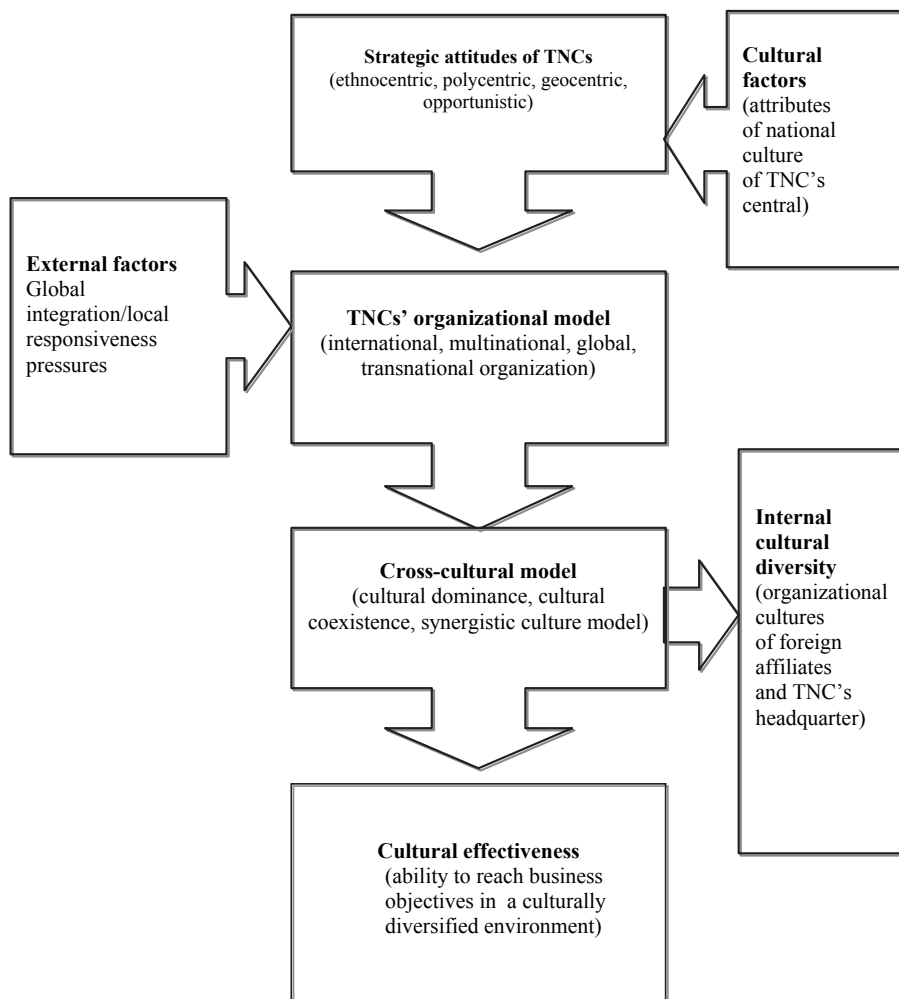 Strategic attitudes of TNCs
(ethnocentric, polycentric, geocentric,
opportunistic)
Cultural
factors
(attributes
of national
culture
of TNC's
central)
External factors
Global
integration/local
responsiveness
pressures
TNCs' organizational model
(international, multinational, global,
transnational organization)
Cross-cultural model
(cultural dominance, cultural
coexistence, synergistic culture model)
Internal
cultural
diversity
(organizational
cultures
of foreign
affiliates
and TNC's
headquarter)
Cultural effectiveness
(ability to reach business
objectives in a culturally
diversified environment)